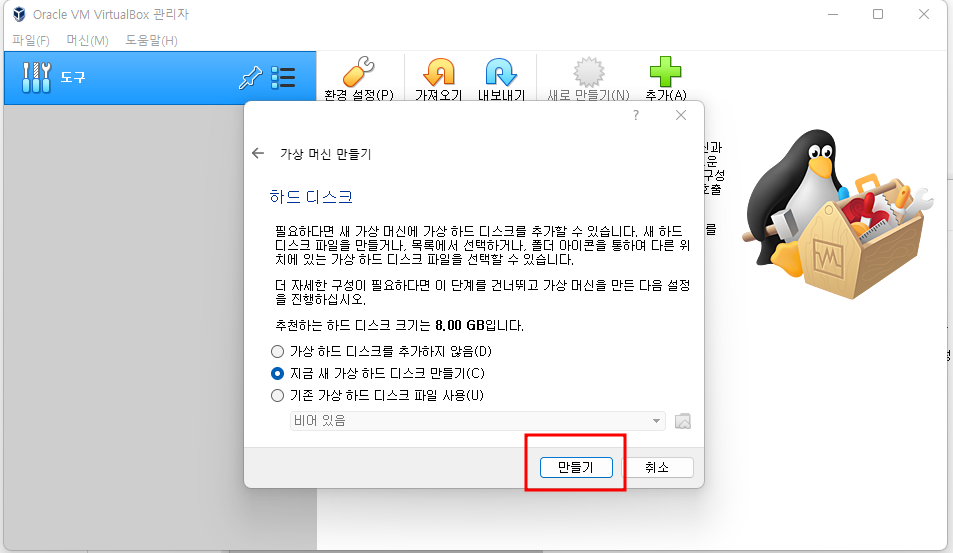 Oracle VM VirtualBox 관리자
파일(F) 머신(M) 도움말(H)
도구
환경 설정(P) 가져오기 내보내기 새로 만들기(N) 추가(A)
?
가상 머신 만들기
하드 디스크
필요하다면 새 가상 머신에 가상 하드 디스크를 추가할 수 있습니다. 새 하드
디스크 파일을 만들거나, 목록에서 선택하거나, 폴더 아이콘을 통하여 다른 위
치에 있는 가상 하드 디스크 파일을 선택할 수 있습니다.
더 자세한 구성이 필요하다면 이 단계를 건너뛰고 가상 머신을 만든 다음 설정
을 진행하십시오.
추천하는 하드 디스크 크기는 8.00 GB입니다.
가상 하드 디스크를 추가하지 않음(D)
지금 새 가상 하드 디스크 만들기(C)
기존 가상 하드 디스크 파일 사용(U)
비어 있음
만들기 취소
구성
를